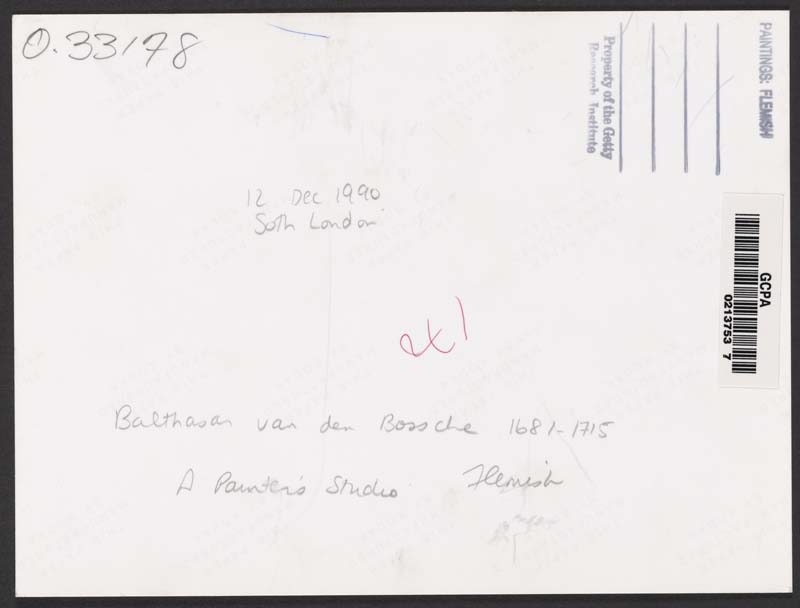 0.33178
PAINTINGS: FLEMISH
Property of the Getty
Research Institute
12 Dec 1990
Soth London
GCPA
0213753 7
Balthasar van den Bossche 1681-1715
A Painter's Studio Flemish